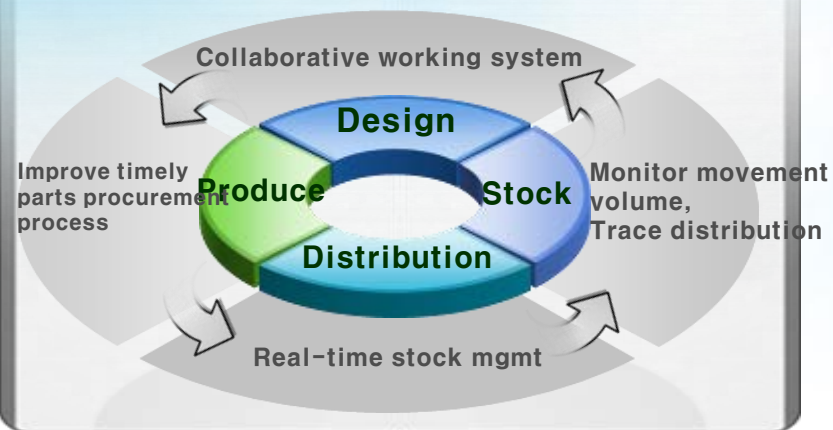 Collaborative working system
Design
Improve timely
parts procurement
process
Produce
Stock
Monitor movement
volume,
Trace distribution
Distribution
Real-time stock mgmt